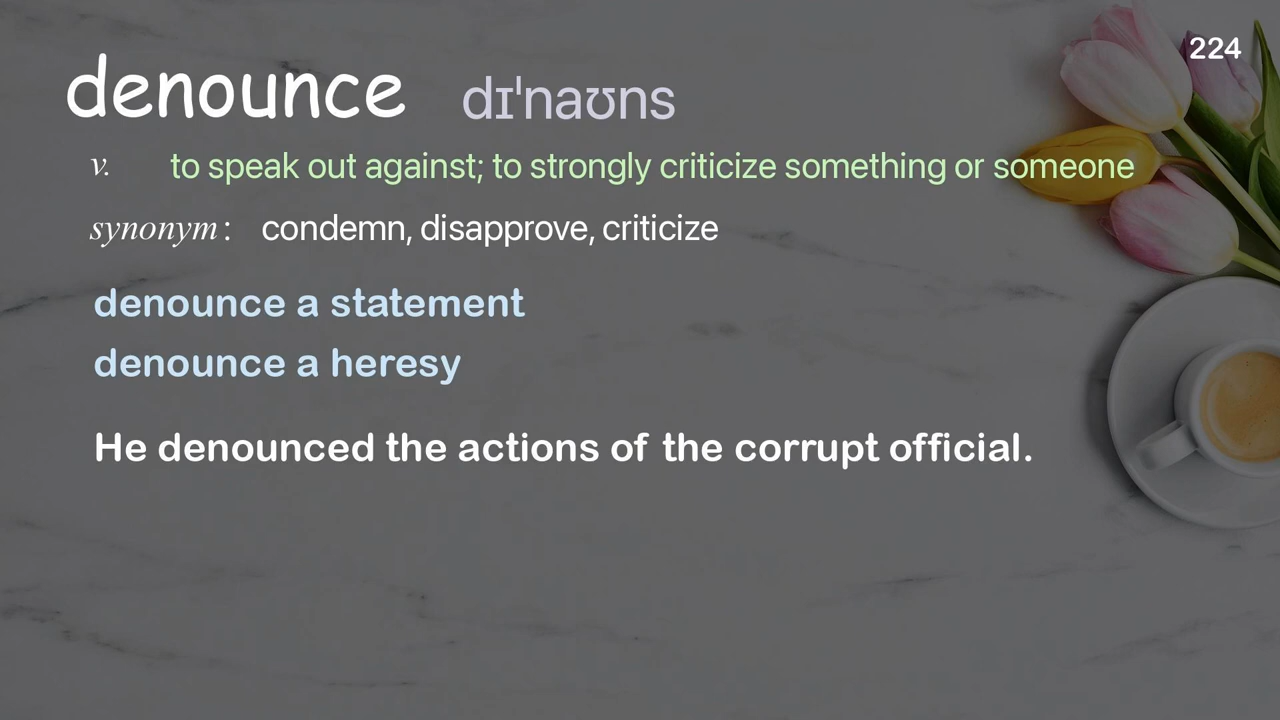 224
denounce dɪˈnaʊns
v. to speak out against; to strongly criticize something or someone
synonym : condemn, disapprove, criticize
denounce a statement
denounce a heresy
He denounced the actions of the corrupt official.